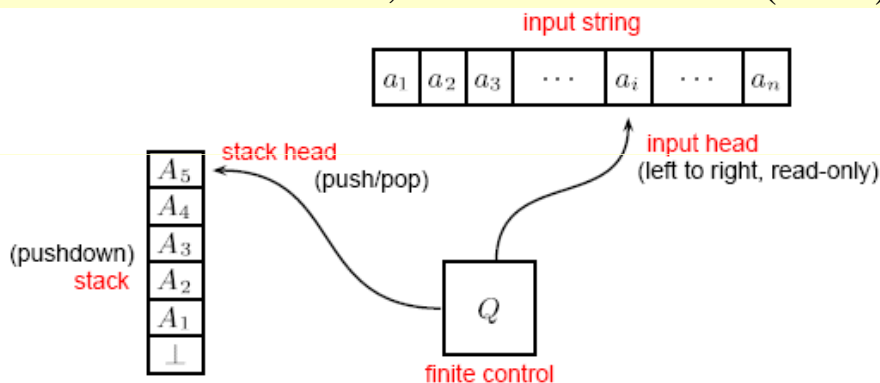 input string
a₁ a₂ a₃ ⋯ aᵢ ⋯ aₙ
input head
(left to right, read-only)
stack head
(push/pop)
A₅
A₄
A₃
A₂
A₁
⊥
(pushdown)
stack
Q
finite control